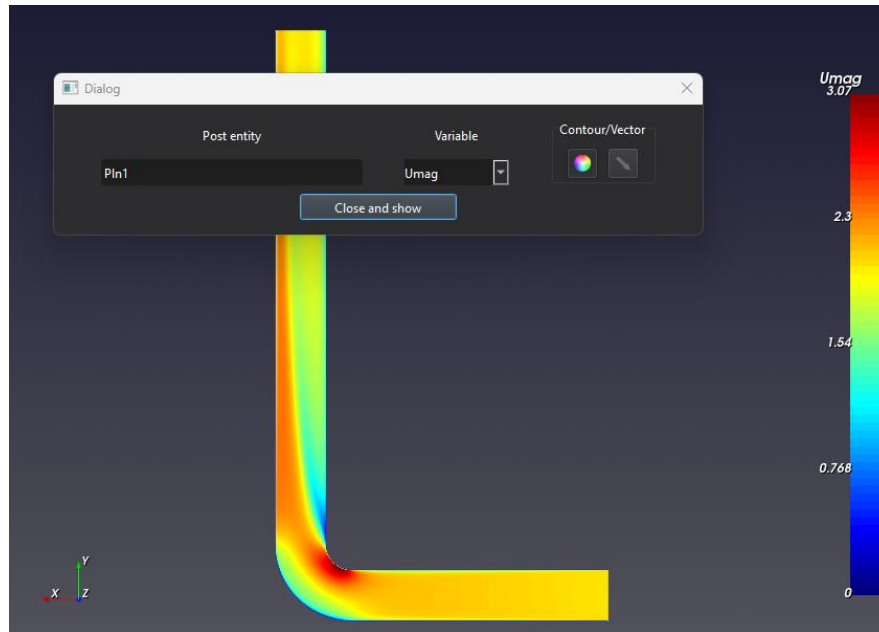 Dialog
Post entity
Variable
Contour/Vector
Pln1
Umag
Close and show
Umag
3.07
2.3
1.54
0.768
0
Y
X
Z